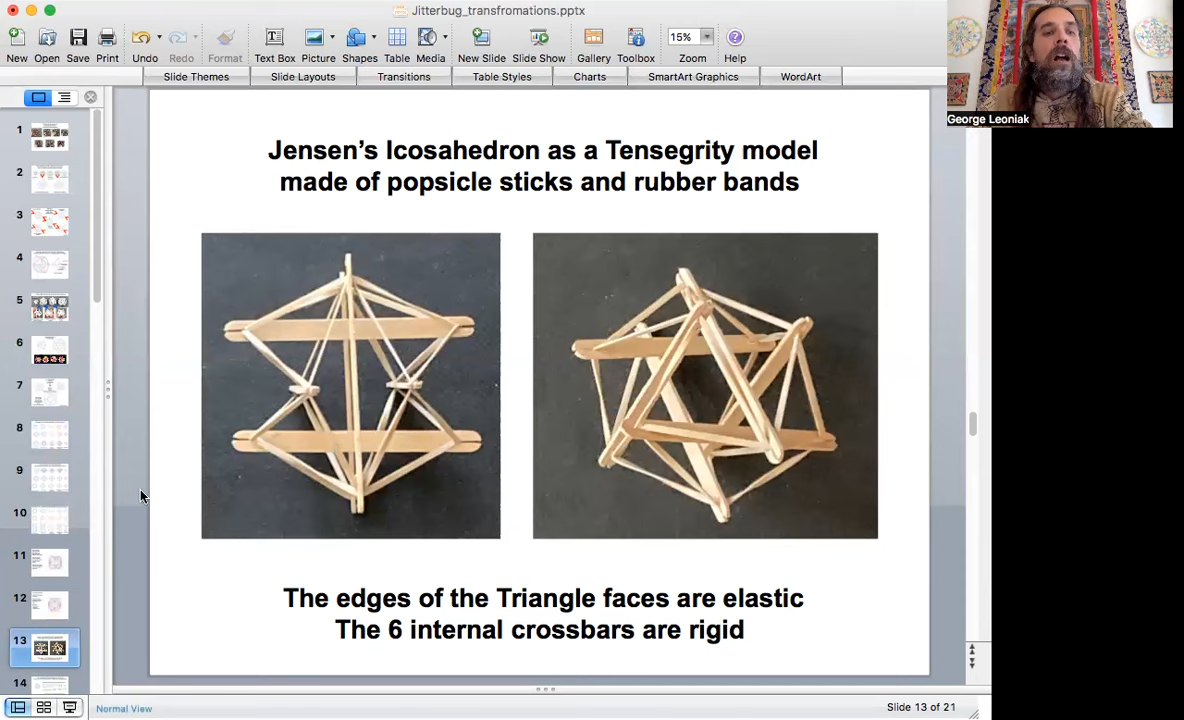 Jitterbug_transfromations.pptx
New Open Save Print Undo Redo Format Text Box Picture Shapes Table Media New Slide Slide Show Gallery Toolbox Zoom Help
15%
Slide Themes Slide Layouts Transitions Table Styles Charts SmartArt Graphics WordArt
George Leoniak
1
2
3
4
5
6
7
8
9
10
11
12
13
14
Jensen’s Icosahedron as a Tensegrity model
made of popsicle sticks and rubber bands
The edges of the Triangle faces are elastic
The 6 internal crossbars are rigid
Normal View
Slide 13 of 21